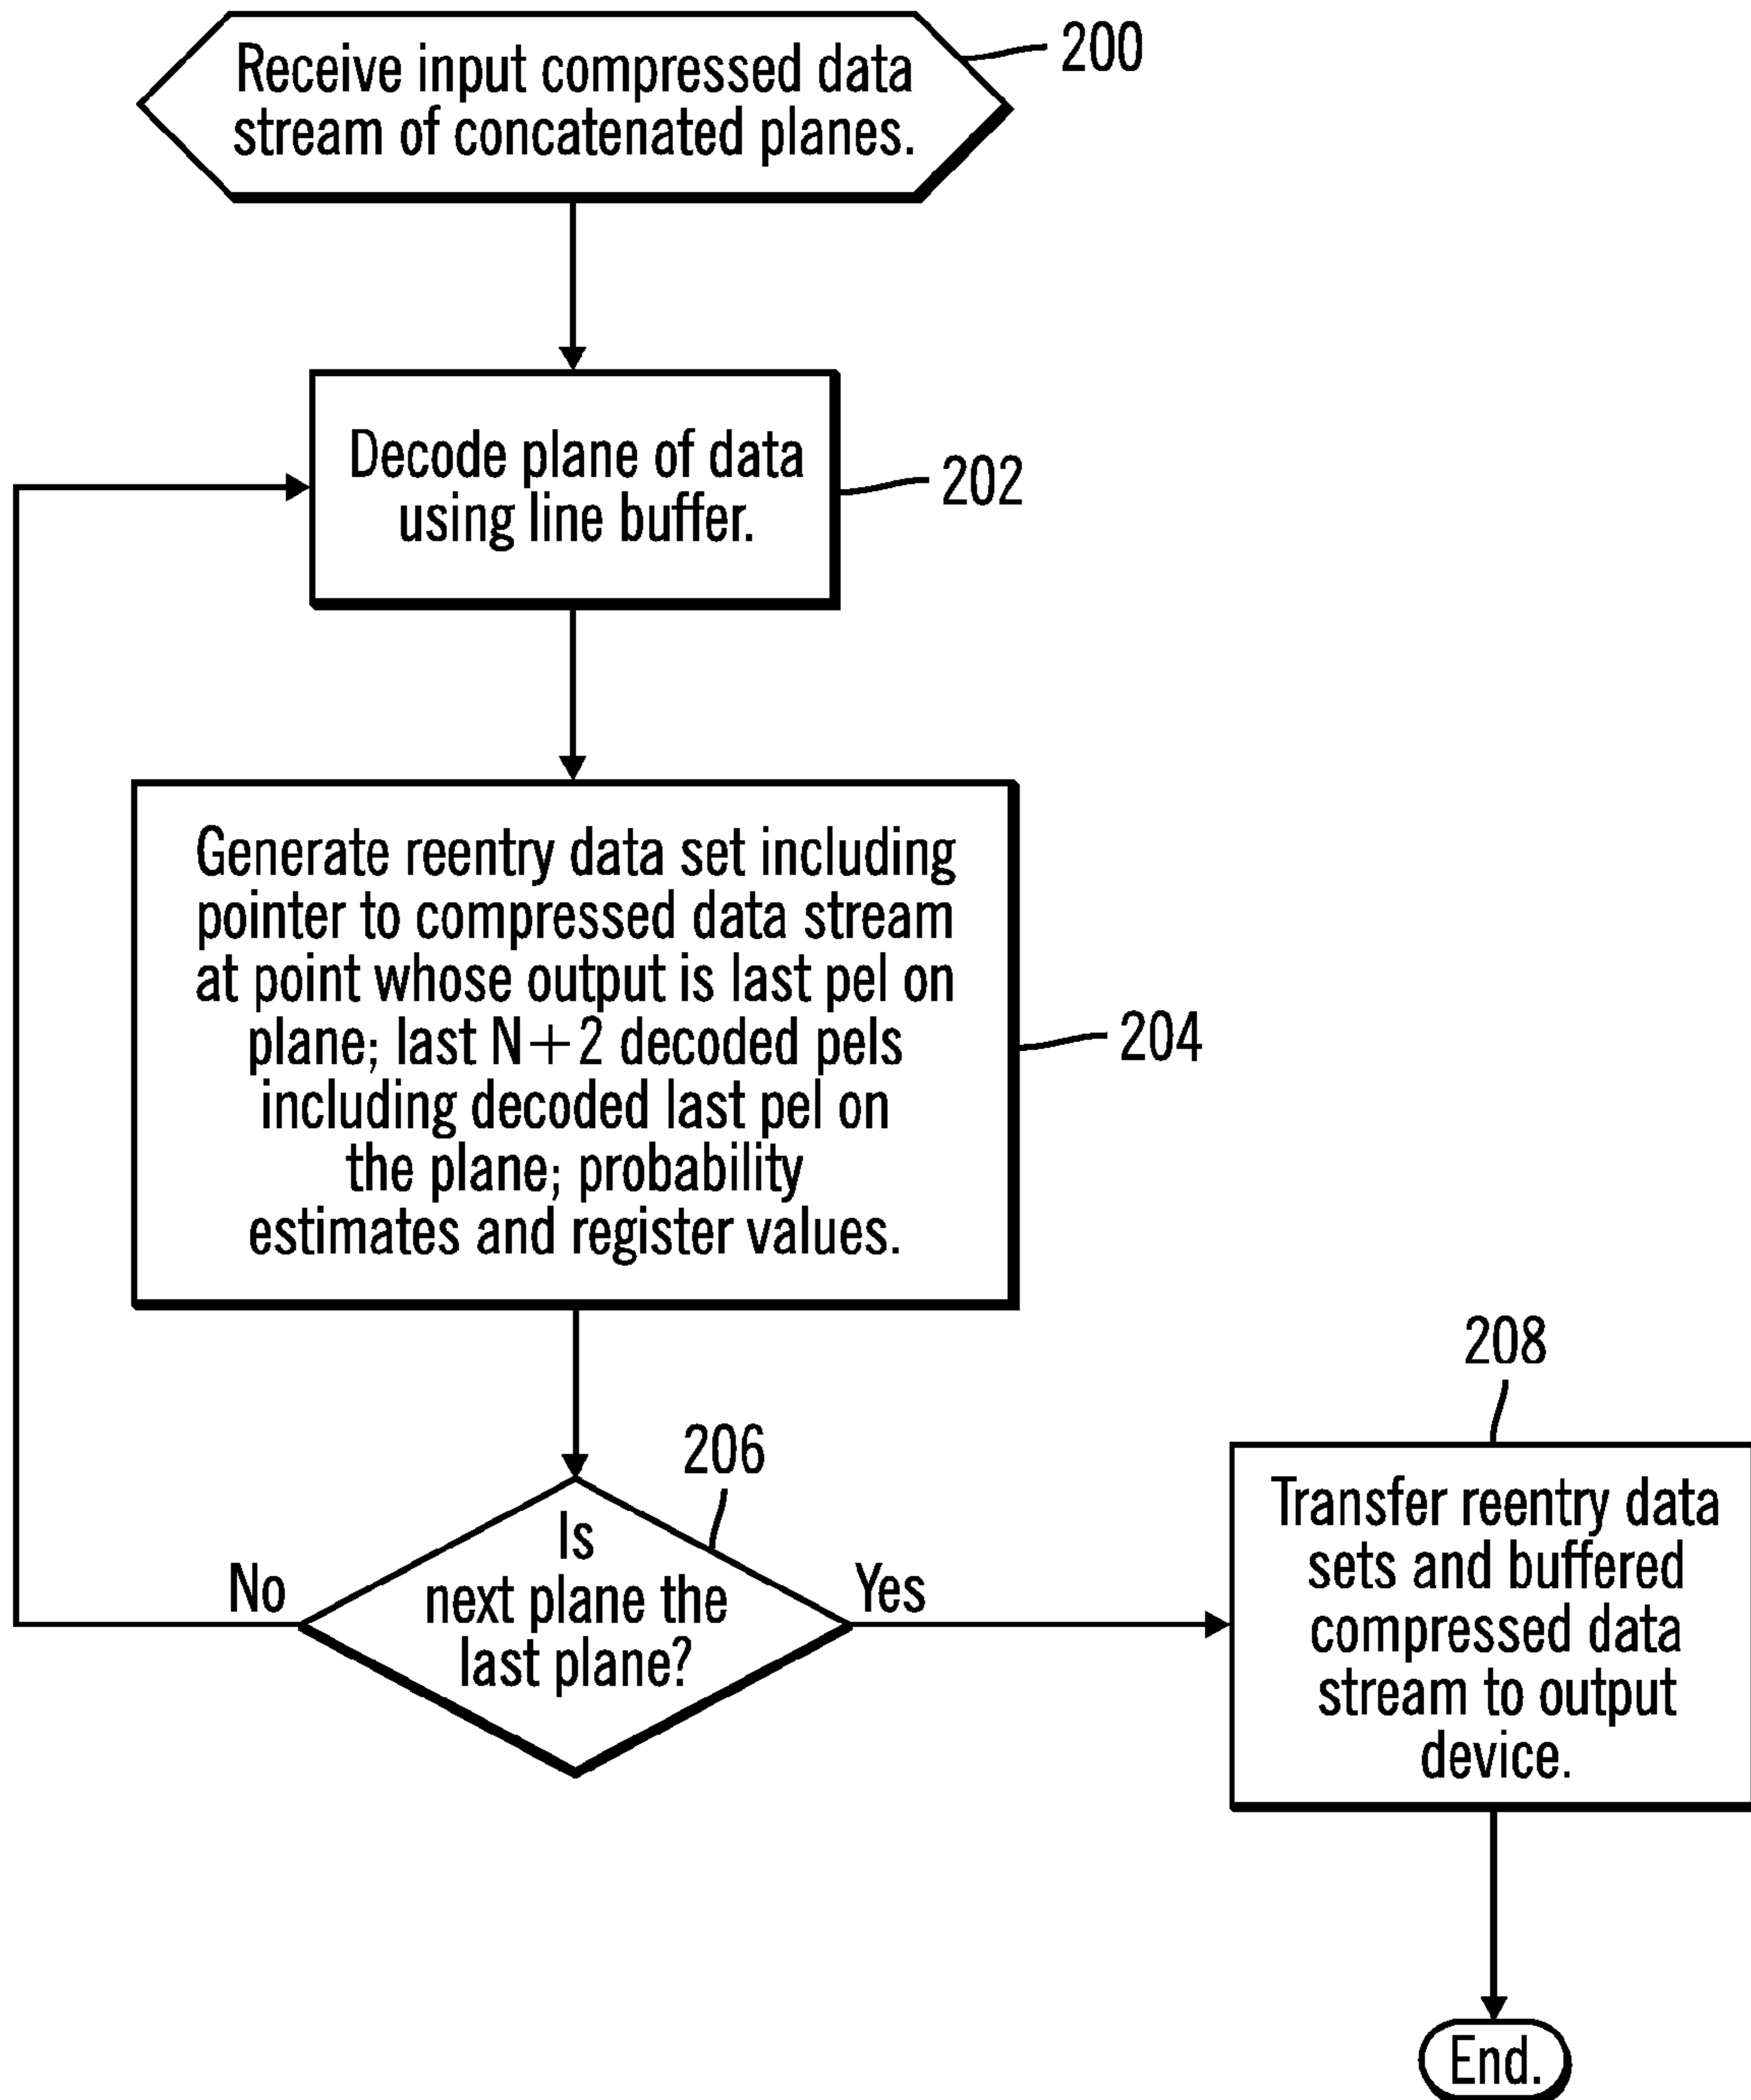 Receive input compressed data
stream of concatenated planes.
200
Decode plane of data
using line buffer.
202
Generate reentry data set including
pointer to compressed data stream
at point whose output is last pel on
plane; last N+2 decoded pels
including decoded last pel on
the plane; probability
estimates and register values.
204
206
Is
next plane the
last plane?
No
Yes
208
Transfer reentry data
sets and buffered
compressed data
stream to output
device.
End.